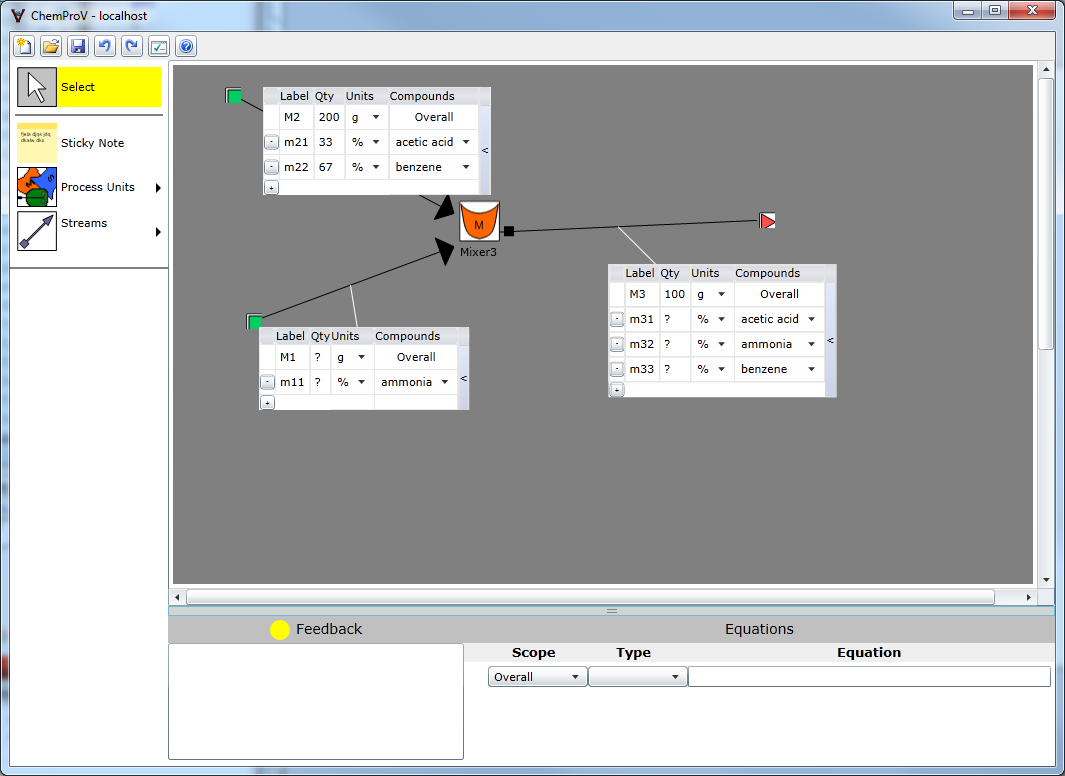 ChemProV - localhost
Select
Sticky Note
Process Units
Streams
Label Qty Units Compounds
M2 200 g Overall
- m21 33 % acetic acid
- m22 67 % benzene
+
<
M
Mixer3
Label Qty Units Compounds
M1 ? g Overall
- m11 ? % ammonia
+
<
Label Qty Units Compounds
M3 100 g Overall
- m31 ? % acetic acid
- m32 ? % ammonia
- m33 ? % benzene
+
<
Feedback
Equations
Scope Type Equation
Overall